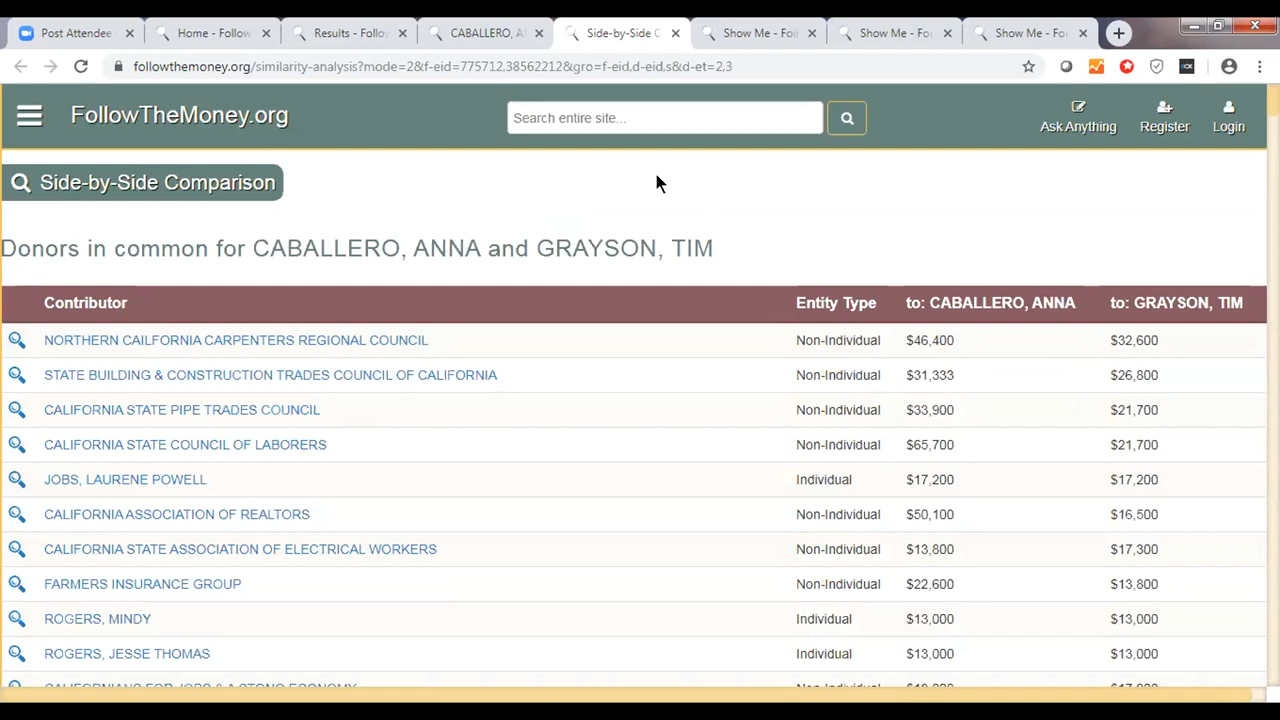 Post Attendee
Home - Follow
Results - Follow
CABALLERO, A
Side-by-Side C
Show Me - Fo
Show Me - Fo
Show Me - Fo
followthemoney.org/similarity-analysis?mode=2&f-eid=775712,38562212&gro=f-eid,d-eid,s&d-et=2,3
FollowTheMoney.org
Search entire site...
Ask Anything
Register
Login
Side-by-Side Comparison
Donors in common for CABALLERO, ANNA and GRAYSON, TIM
Contributor Entity Type to: CABALLERO, ANNA to: GRAYSON, TIM
NORTHERN CAILFORNIA CARPENTERS REGIONAL COUNCIL Non-Individual $46,400 $32,600
STATE BUILDING & CONSTRUCTION TRADES COUNCIL OF CALIFORNIA Non-Individual $31,333 $26,800
CALIFORNIA STATE PIPE TRADES COUNCIL Non-Individual $33,900 $21,700
CALIFORNIA STATE COUNCIL OF LABORERS Non-Individual $65,700 $21,700
JOBS, LAURENE POWELL Individual $17,200 $17,200
CALIFORNIA ASSOCIATION OF REALTORS Non-Individual $50,100 $16,500
CALIFORNIA STATE ASSOCIATION OF ELECTRICAL WORKERS Non-Individual $13,800 $17,300
FARMERS INSURANCE GROUP Non-Individual $22,600 $13,800
ROGERS, MINDY Individual $13,000 $13,000
ROGERS, JESSE THOMAS Individual $13,000 $13,000